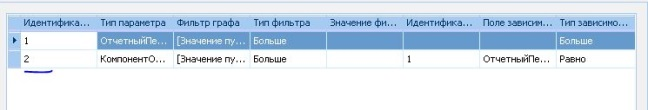 Идентифика... Тип параметра Фильтр графа Тип фильтра Значение фи... Идентифика... Поле зависим... Тип зависимо...
1 ОтчетныйПе... [Значение пу... Больше Больше
2 КомпонентО... [Значение пу... Больше 1 ОтчетныйПе... Равно